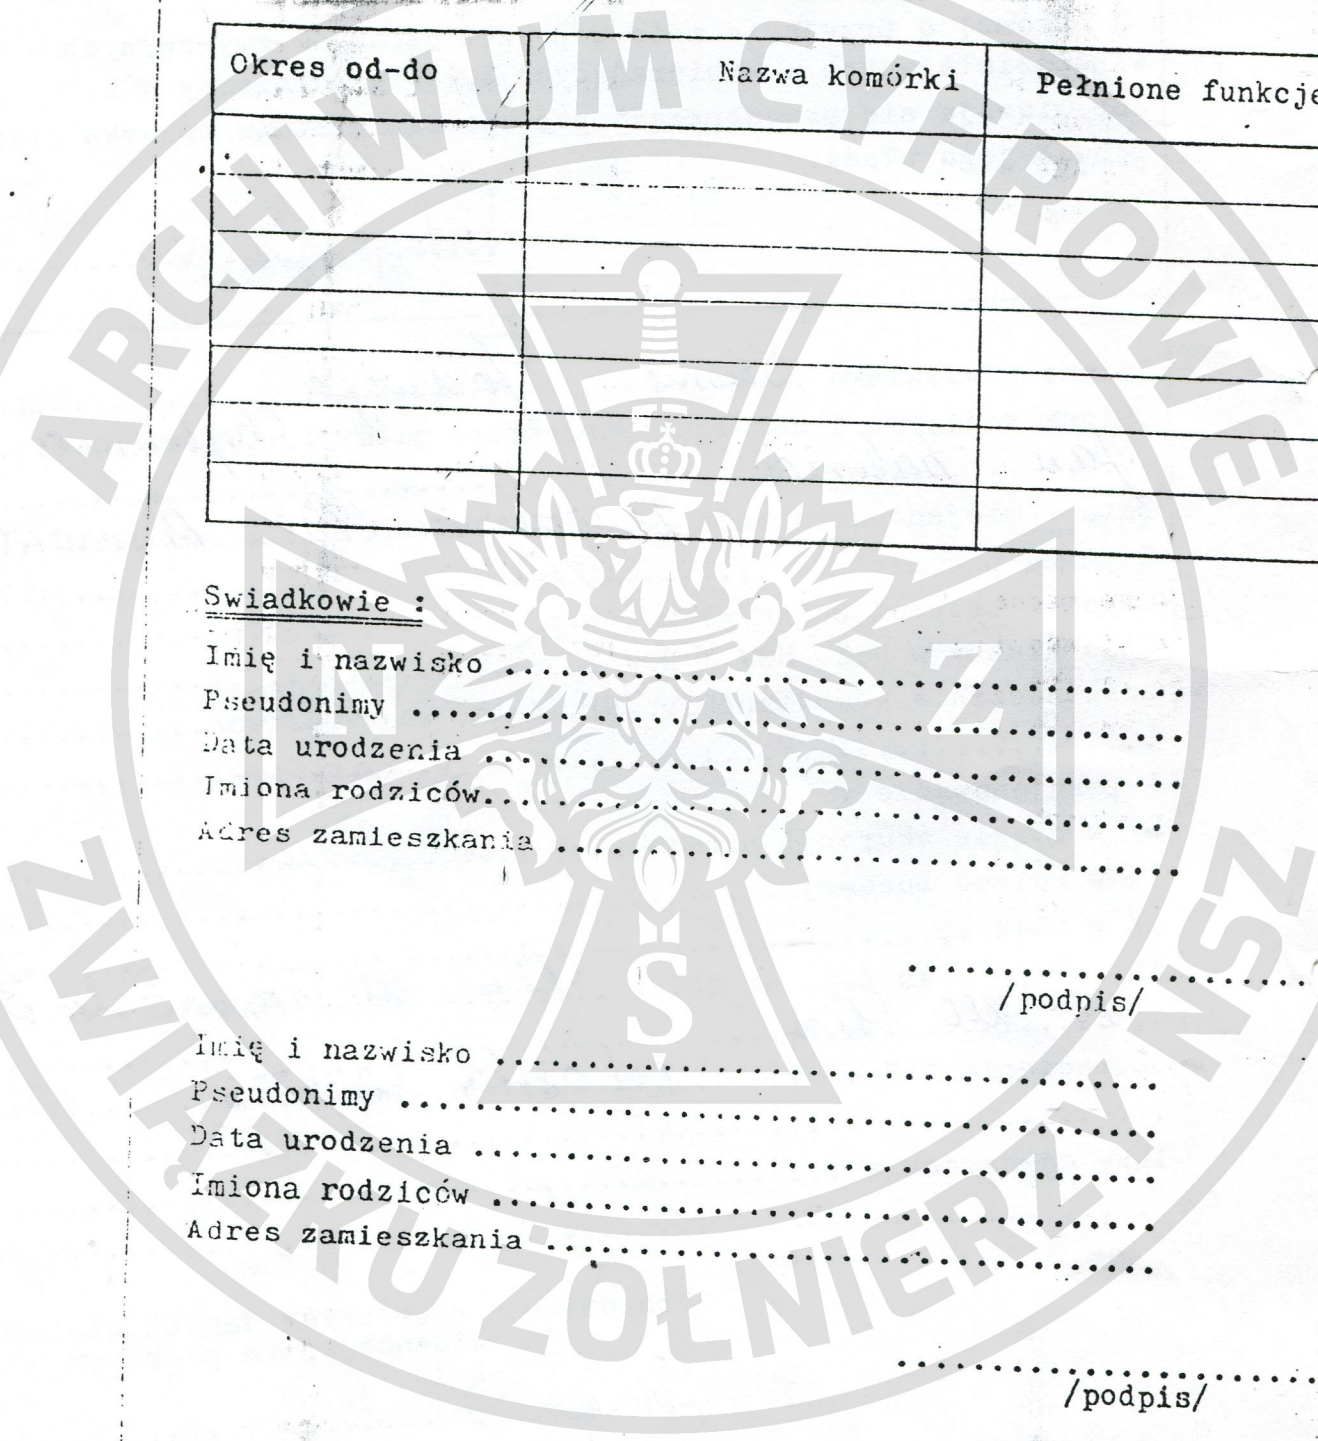 Okres od-do Nazwa komórki Pełnione funkcje
Swiadkowie :
Imię i nazwisko ....................................
Pseudonimy .........................................
Data urodzenia .....................................
Imiona rodziców.....................................
Adres zamieszkania .................................
......................
/podpis/
Imię i nazwisko ....................................
Pseudonimy .........................................
Data urodzenia .....................................
Imiona rodziców ....................................
Adres zamieszkania .................................
......................
/podpis/
ARCHIWUM CYFROWE
ZWIĄZKU ŻOŁNIERZY NSZ
N Z
S